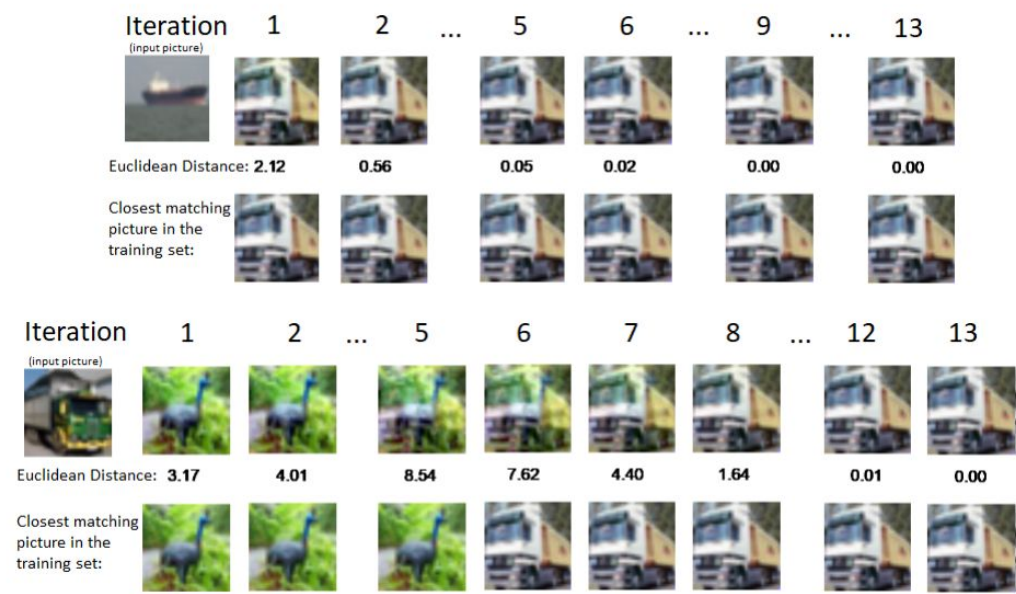 Iteration 1 2 ... 5 6 ... 9 ... 13
(input picture)
Euclidean Distance: 2.12 0.56 0.05 0.02 0.00 0.00
Closest matching
picture in the
training set:
Iteration 1 2 ... 5 6 7 8 ... 12 13
(input picture)
Euclidean Distance: 3.17 4.01 8.54 7.62 4.40 1.64 0.01 0.00
Closest matching
picture in the
training set: